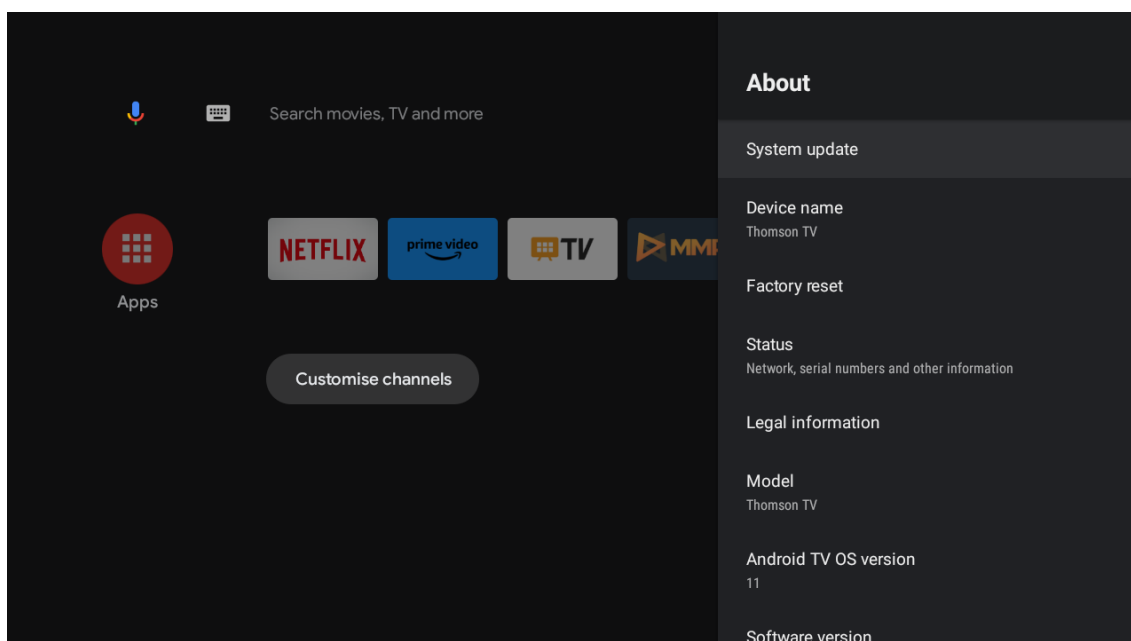 Search movies, TV and more
NETFLIX
prime video
TV
MMP
Apps
Customise channels
About
System update
Device name
Thomson TV
Factory reset
Status
Network, serial numbers and other information
Legal information
Model
Thomson TV
Android TV OS version
11
Software version